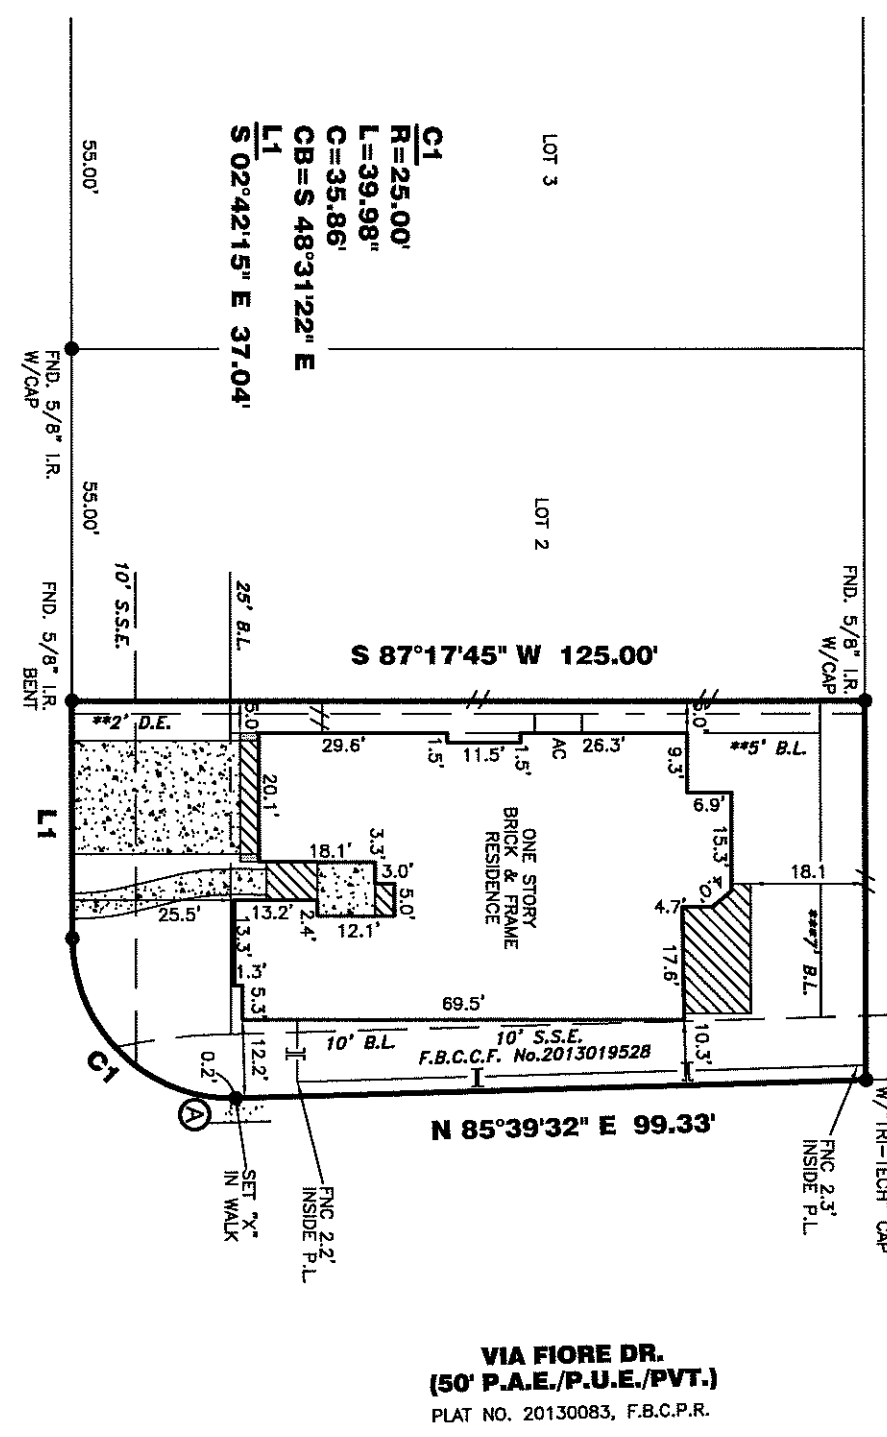 C1
R=25.00'
L=39.98"
C=35.86'
CB=S 48°31'22" E
L1
S 02°42'15" E 37.04'
LOT 3
55.00'
FND. 5/8" I.R.
W/CAP
LOT 2
55.00'
10' S.S.E.
25' B.L.
FND. 5/8" I.R.
BENT
FND. 5/8" I.R.
W/CAP
S 87°17'45" W 125.00'
**2' D.E.
5.0'
29.6'
1.5'
11.5'
1.5'
AC
26.3'
5.0'
9.3'
**5' B.L.
6.9'
15.3'
4.0'
18.1
20.1'
18.1'
3.3'
3.0'
5.0'
ONE STORY
BRICK & FRAME
RESIDENCE
4.7'
***7' B.L.
L1
25.5'
13.2'
2.4'
12.1'
13.3'
1.3'
5.3'
17.6'
69.5'
10' B.L.
10' S.S.E.
F.B.C.C.F. No.2013019528
10.3'
12.2'
0.2'
C1
A
N 85°39'32" E 99.33'
W/"TRI-TECH" CAP
FNC 2.3'
INSIDE P.L.
SET "X"
IN WALK
FNC 2.2'
INSIDE P.L.
VIA FIORE DR.
(50' P.A.E./P.U.E./PVT.)
PLAT NO. 20130083, F.B.C.P.R.